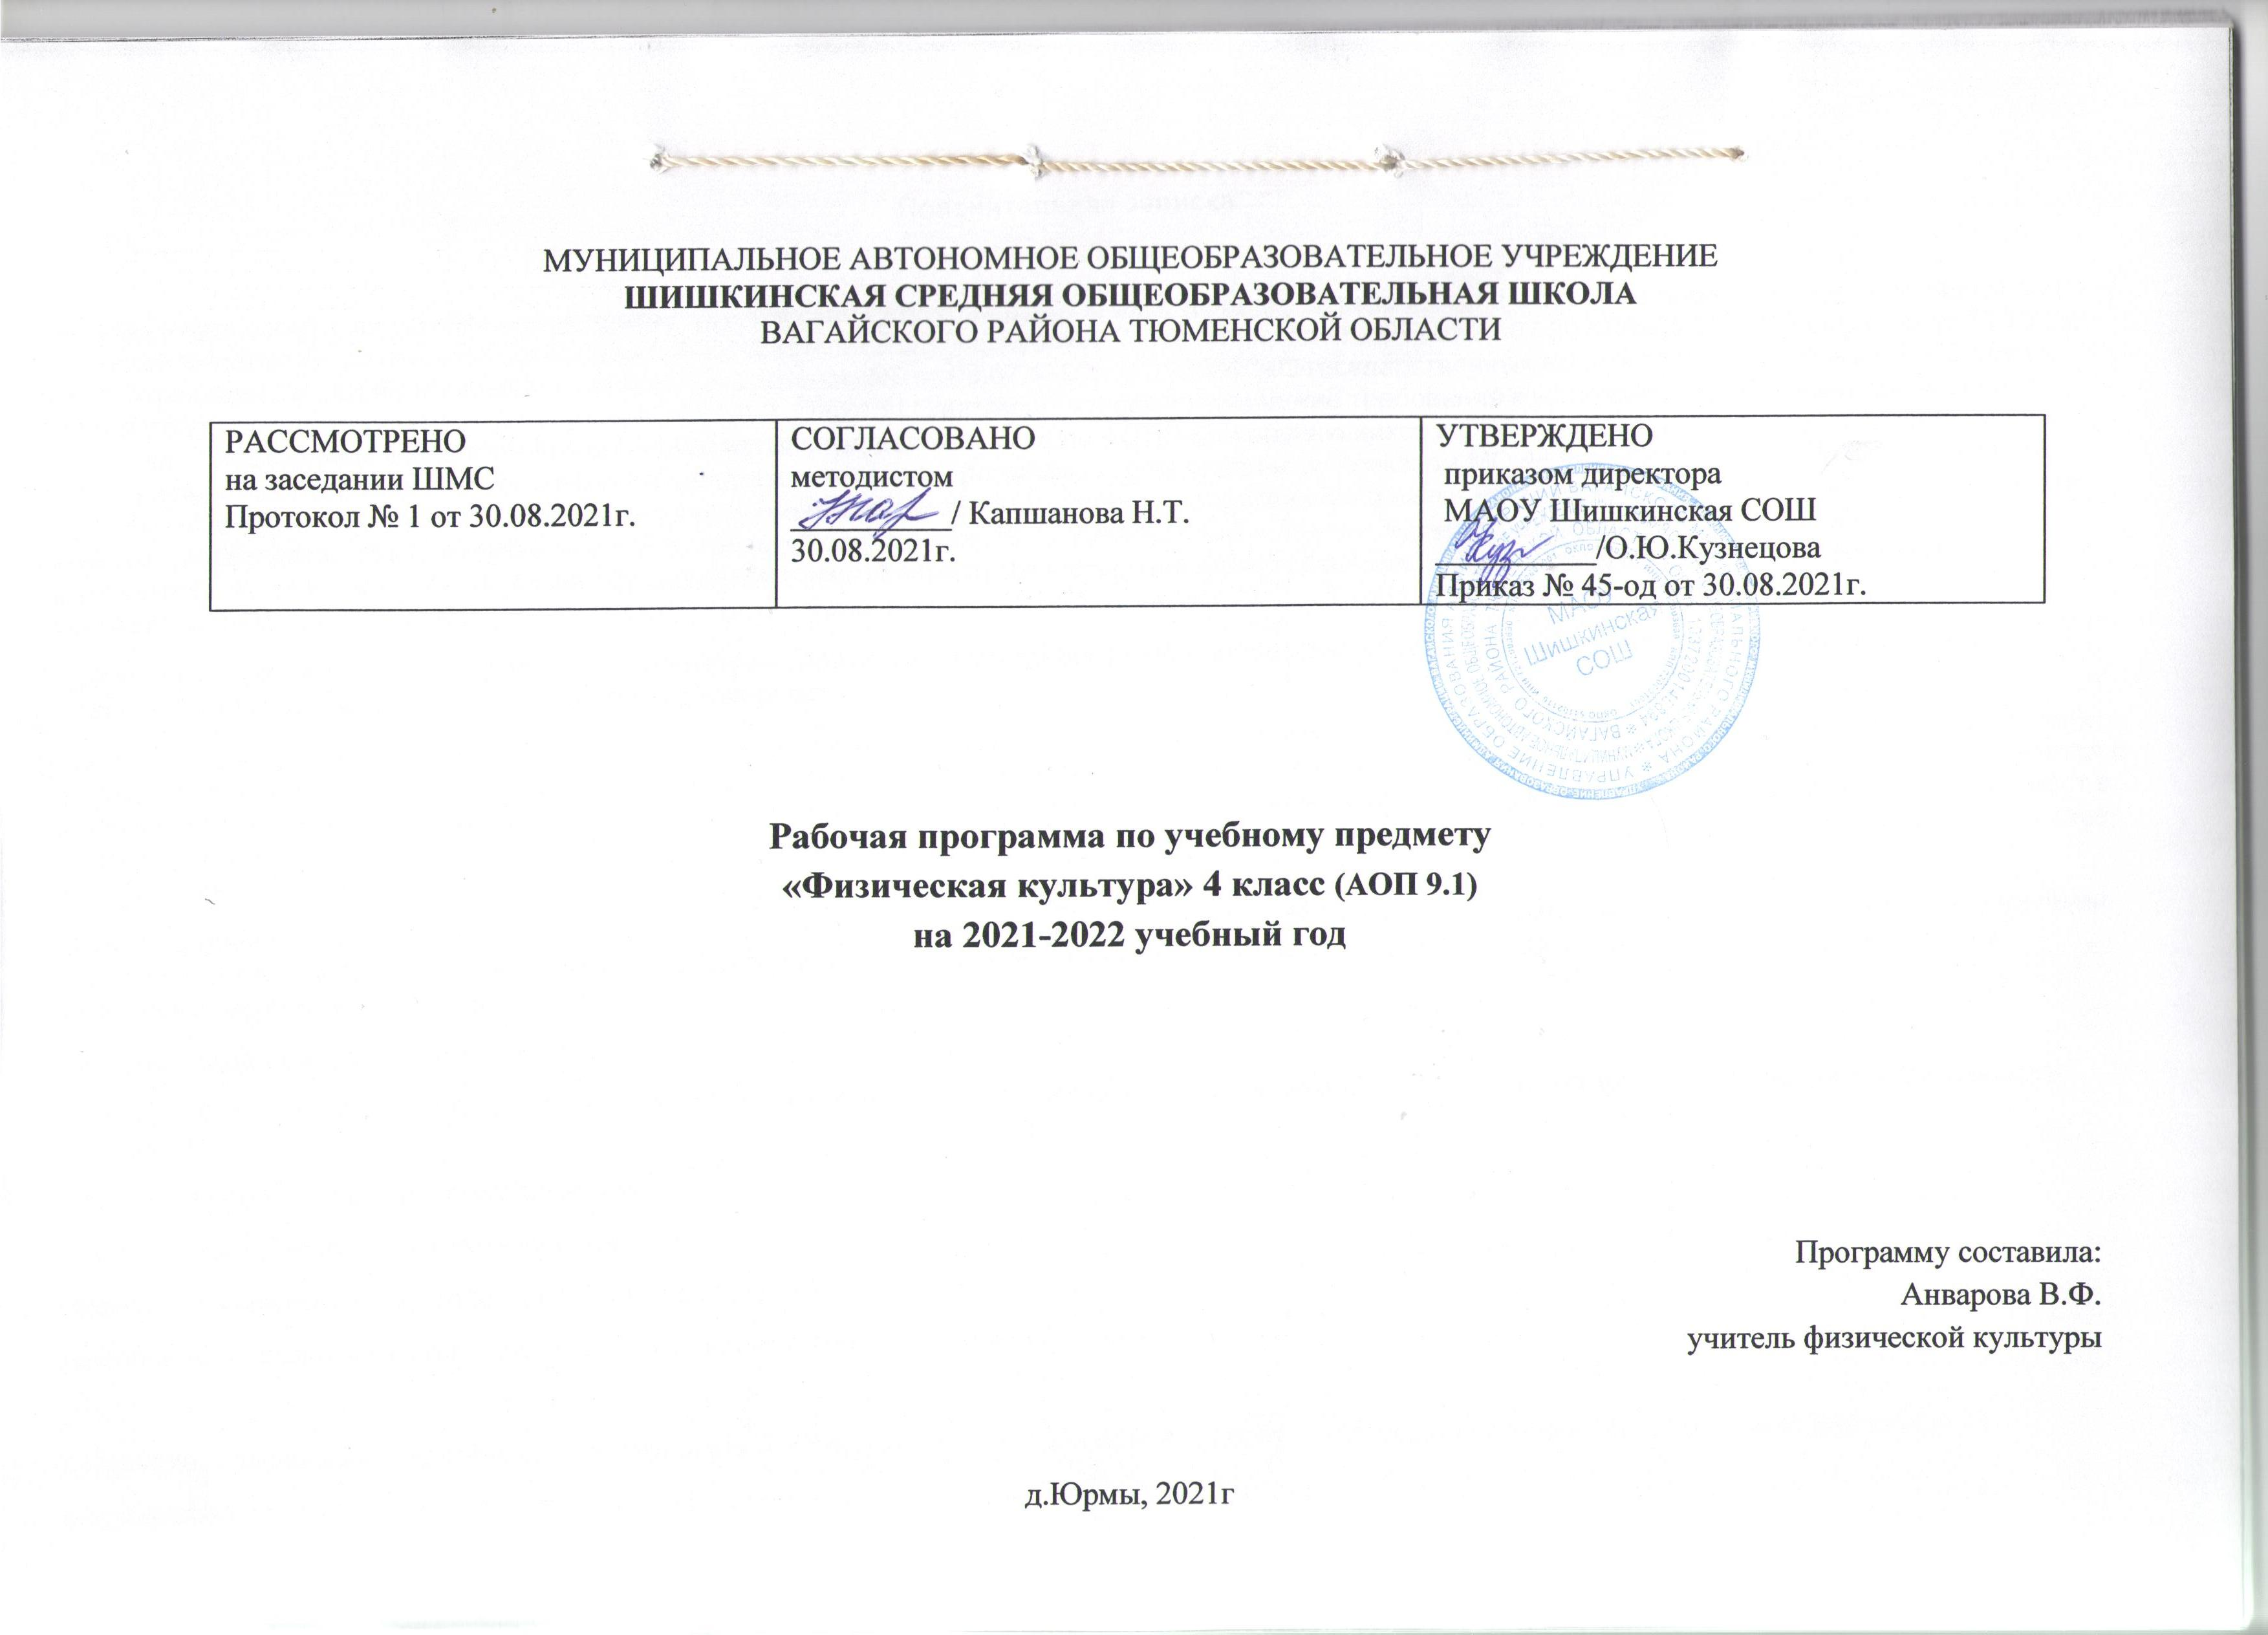 МУНИЦИПАЛЬНОЕ АВТОНОМНОЕ ОБЩЕОБРАЗОВАТЕЛЬНОЕ УЧРЕЖДЕНИЕ
ШИШКИНСКАЯ СРЕДНЯЯ ОБЩЕОБРАЗОВАТЕЛЬНАЯ ШКОЛА
ВАГАЙСКОГО РАЙОНА ТЮМЕНСКОЙ ОБЛАСТИ
РАССМОТРЕНО
на заседании ШМС
Протокол № 1 от 30.08.2021г.
СОГЛАСОВАНО
методистом
/ Капшанова Н.Т.
30.08.2021г.
УТВЕРЖДЕНО
приказом директора
МАОУ Шишкинская СОШ
/О.Ю.Кузнецова
Приказ № 45-од от 30.08.2021г.
МАОУ
Шишкинская
СОШ
Рабочая программа по учебному предмету
«Физическая культура» 4 класс (АОП 9.1)
на 2021-2022 учебный год
Программу составила:
Анварова В.Ф.
учитель физической культуры
д.Юрмы, 2021г